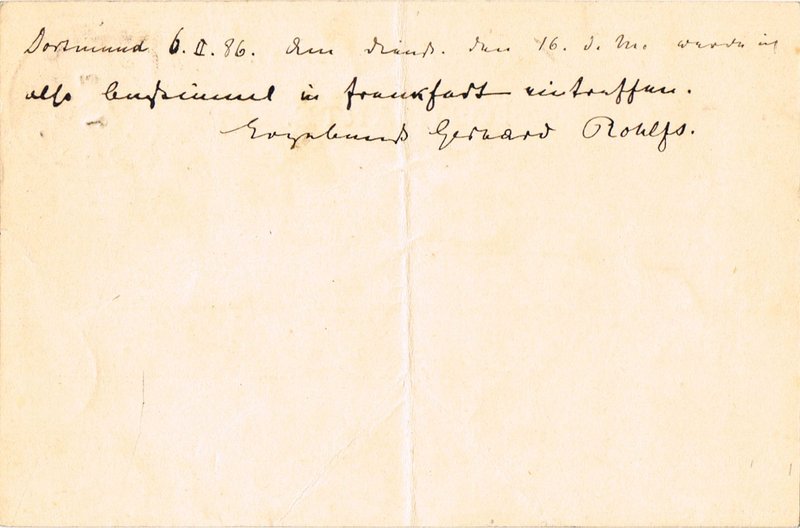 Dortmund 6. II. 86. Am Dienst. den 16. d. M. werde ich
also bestimmt in Frankfurt eintreffen.
Ergebenst Gerhard Rohlfs.